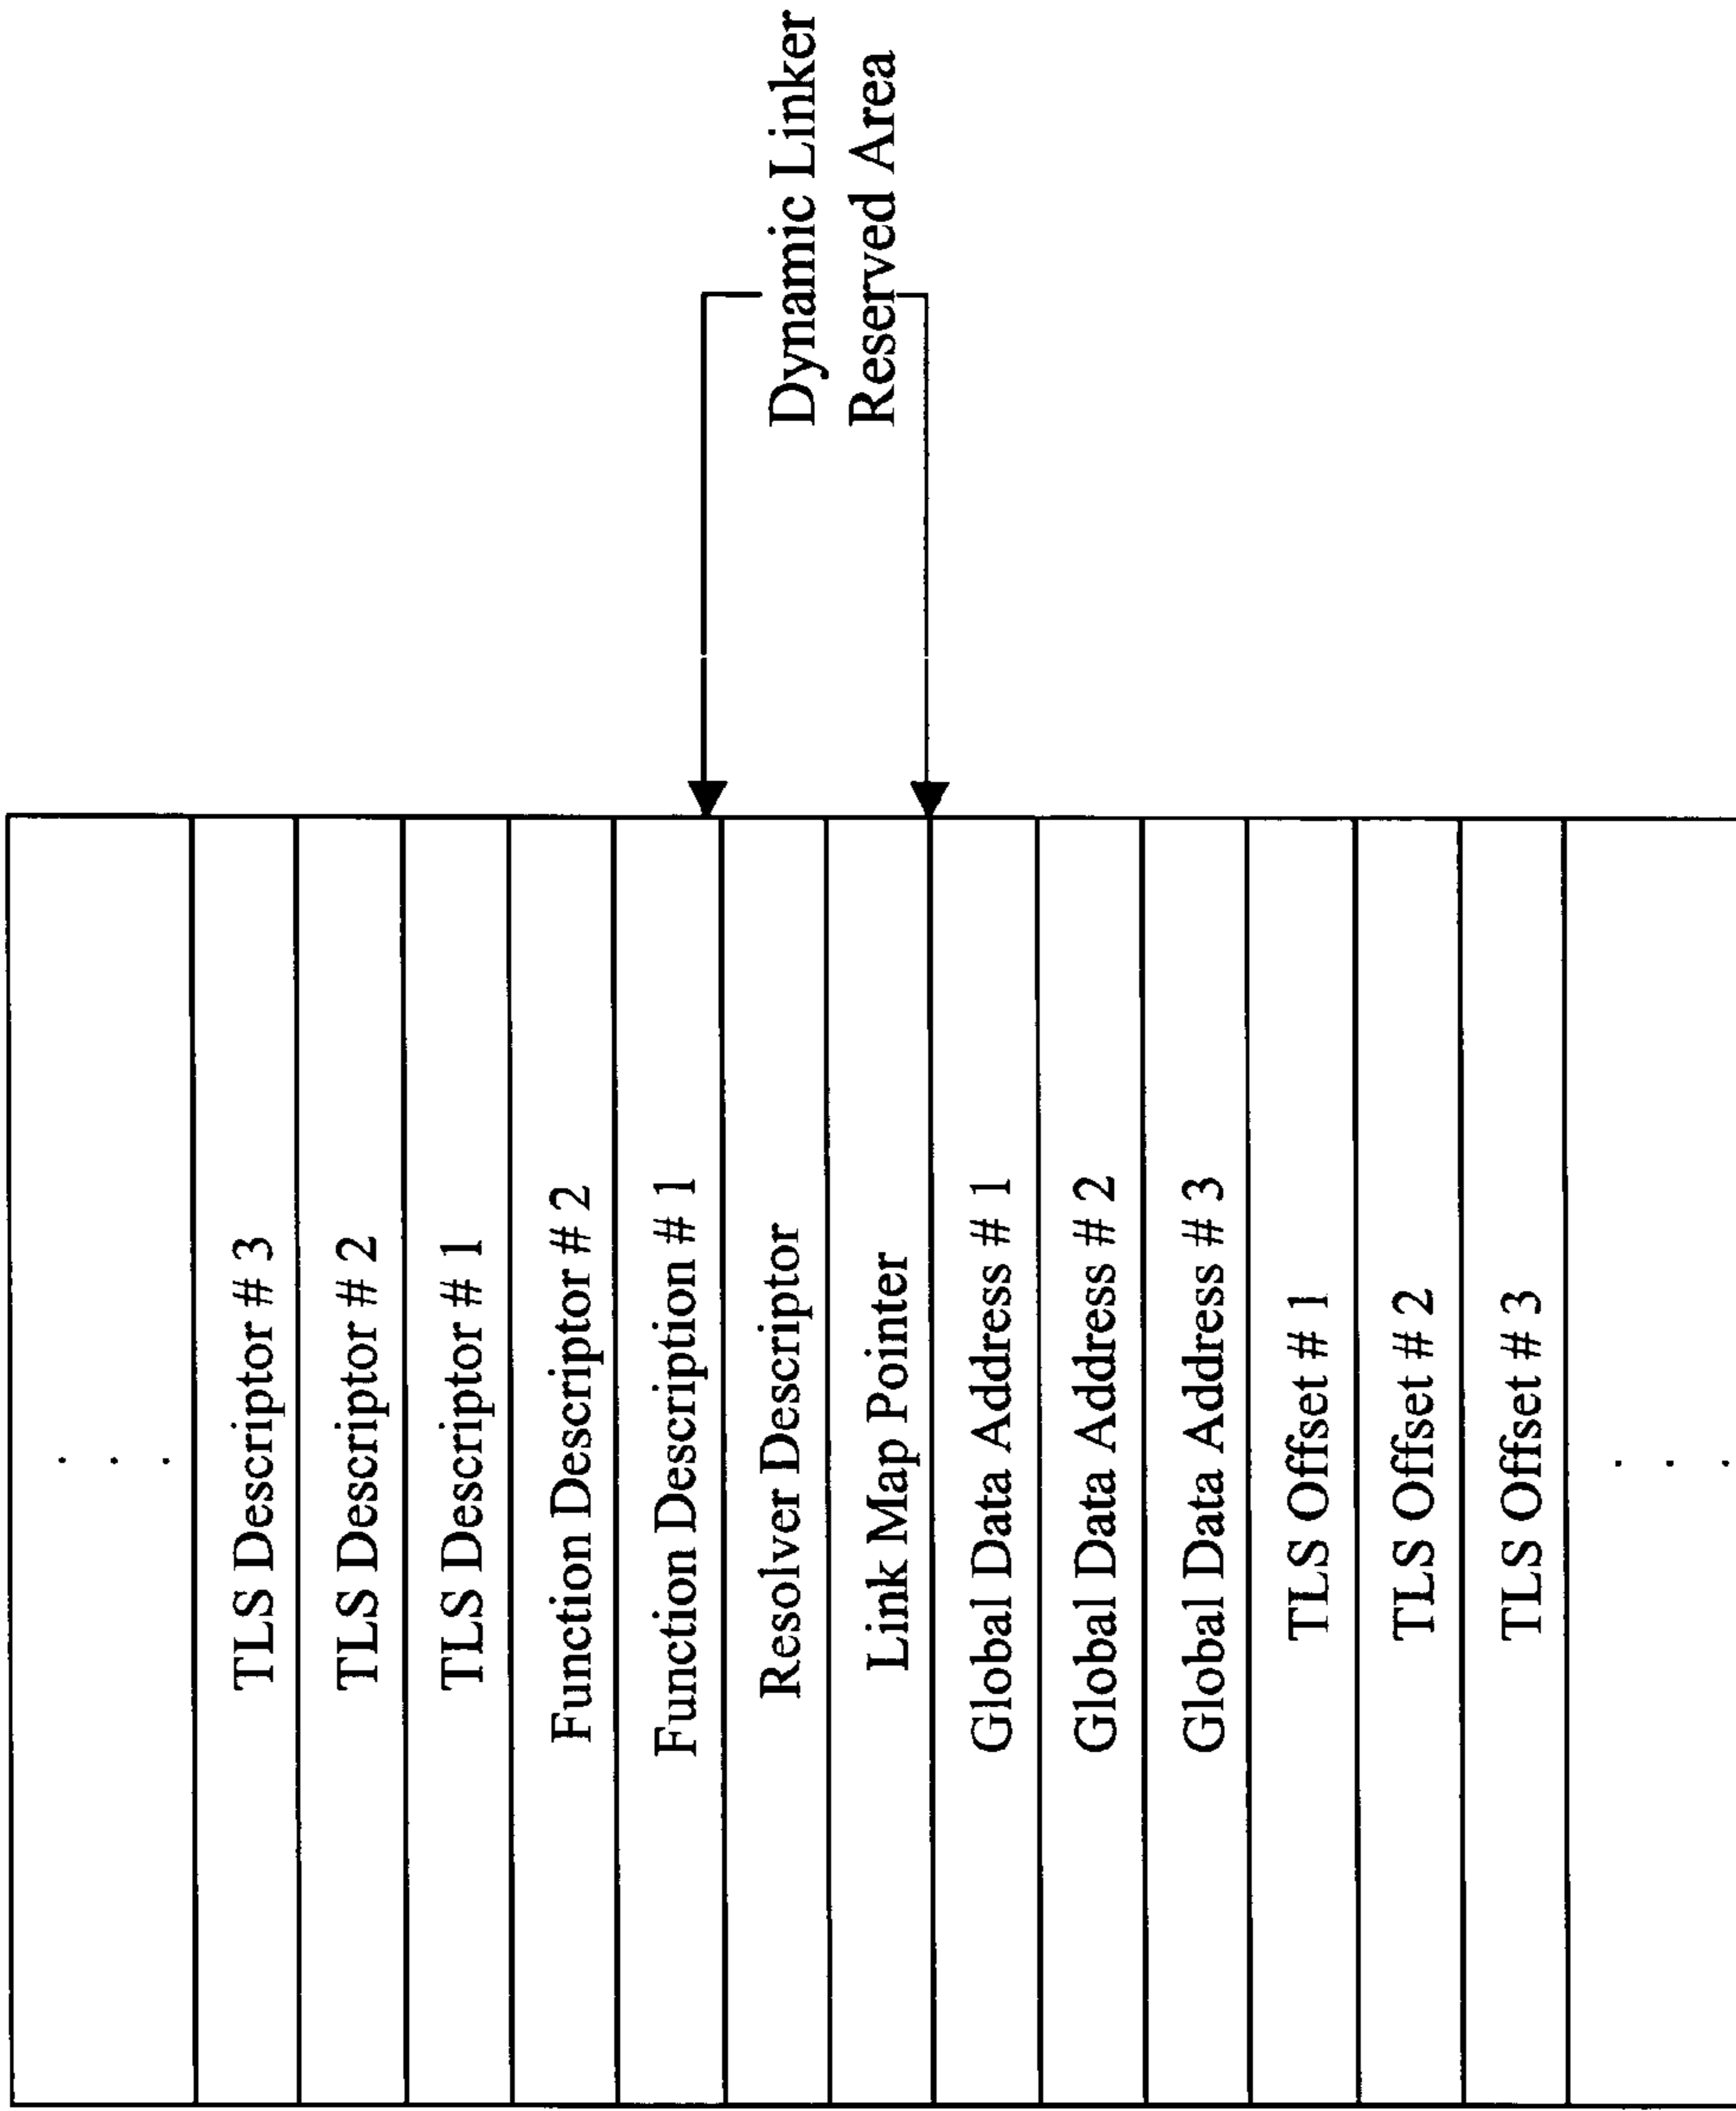 . . .
TLS Descriptor # 3
TLS Descriptor # 2
TLS Descriptor # 1
Function Descriptor # 2
Function Description # 1
Resolver Descriptor
Link Map Pointer
Global Data Address # 1
Global Data Address # 2
Global Data Address # 3
TLS Offset # 1
TLS Offset # 2
TLS Offset # 3
. . .
Dynamic Linker
Reserved Area